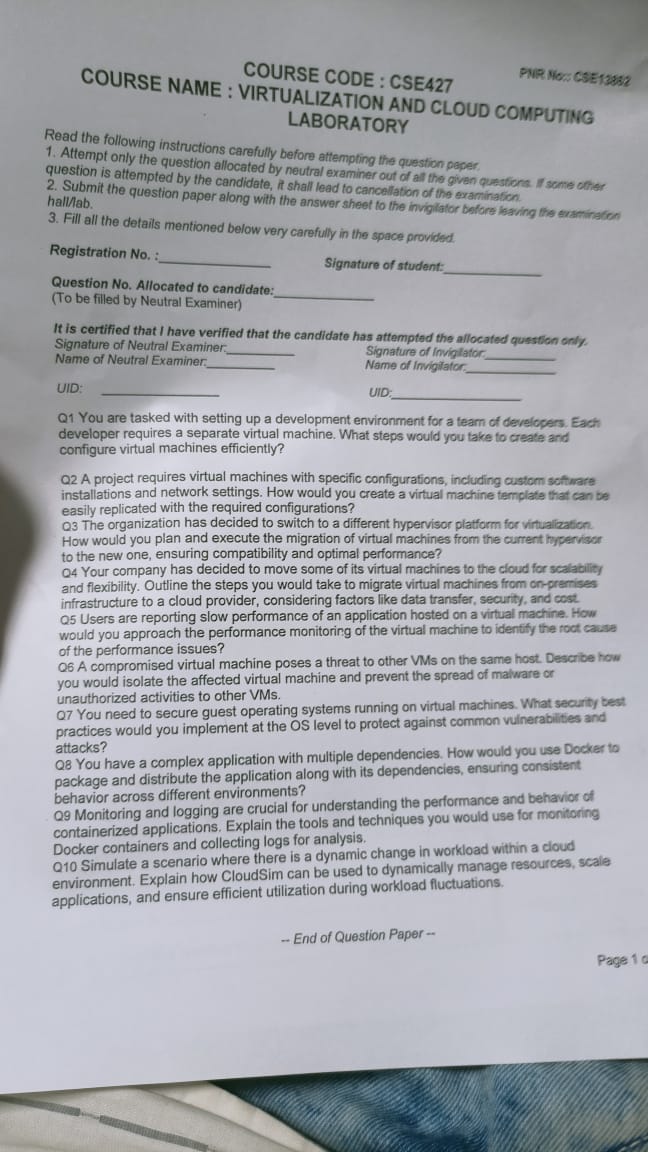 PNR No:: CSE13862
COURSE CODE : CSE427
COURSE NAME : VIRTUALIZATION AND CLOUD COMPUTING
LABORATORY
Read the following instructions carefully before attempting the question paper.
1. Attempt only the question allocated by neutral examiner out of all the given questions. If some other
question is attempted by the candidate, it shall lead to cancellation of the examination.
2. Submit the question paper along with the answer sheet to the invigilator before leaving the examination
hall/lab.
3. Fill all the details mentioned below very carefully in the space provided.
Registration No. :____________ Signature of student:____________
Question No. Allocated to candidate:____________
(To be filled by Neutral Examiner)
It is certified that I have verified that the candidate has attempted the allocated question only.
Signature of Neutral Examiner:____________ Signature of Invigilator:____________
Name of Neutral Examiner:____________ Name of Invigilator:____________
UID: ____________ UID:____________
Q1 You are tasked with setting up a development environment for a team of developers. Each
developer requires a separate virtual machine. What steps would you take to create and
configure virtual machines efficiently?
Q2 A project requires virtual machines with specific configurations, including custom software
installations and network settings. How would you create a virtual machine template that can be
easily replicated with the required configurations?
Q3 The organization has decided to switch to a different hypervisor platform for virtualization.
How would you plan and execute the migration of virtual machines from the current hypervisor
to the new one, ensuring compatibility and optimal performance?
Q4 Your company has decided to move some of its virtual machines to the cloud for scalability
and flexibility. Outline the steps you would take to migrate virtual machines from on-premises
infrastructure to a cloud provider, considering factors like data transfer, security, and cost.
Q5 Users are reporting slow performance of an application hosted on a virtual machine. How
would you approach the performance monitoring of the virtual machine to identify the root cause
of the performance issues?
Q6 A compromised virtual machine poses a threat to other VMs on the same host. Describe how
you would isolate the affected virtual machine and prevent the spread of malware or
unauthorized activities to other VMs.
Q7 You need to secure guest operating systems running on virtual machines. What security best
practices would you implement at the OS level to protect against common vulnerabilities and
attacks?
Q8 You have a complex application with multiple dependencies. How would you use Docker to
package and distribute the application along with its dependencies, ensuring consistent
behavior across different environments?
Q9 Monitoring and logging are crucial for understanding the performance and behavior of
containerized applications. Explain the tools and techniques you would use for monitoring
Docker containers and collecting logs for analysis.
Q10 Simulate a scenario where there is a dynamic change in workload within a cloud
environment. Explain how CloudSim can be used to dynamically manage resources, scale
applications, and ensure efficient utilization during workload fluctuations.
-- End of Question Paper --
Page 1 o